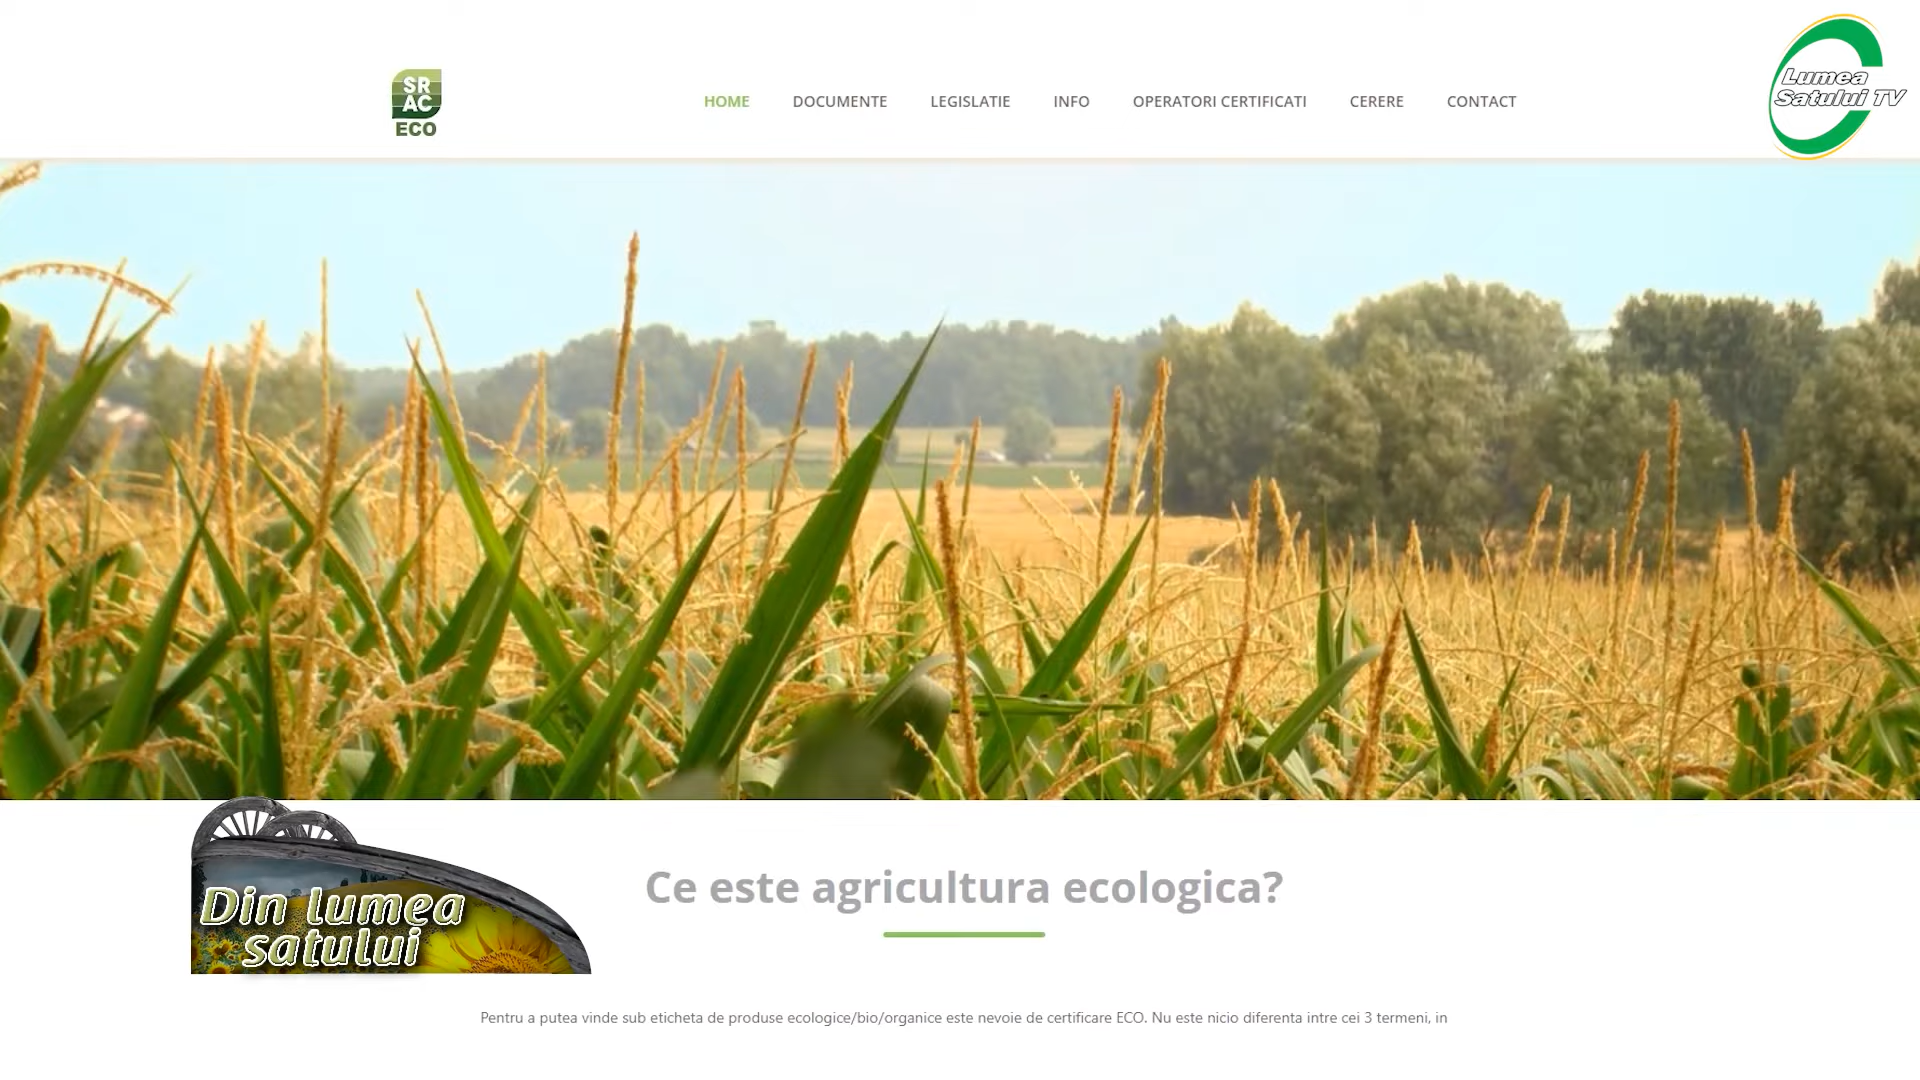 SR
AC
ECO
HOME
DOCUMENTE
LEGISLATIE
INFO
OPERATORI CERTIFICATI
CERERE
CONTACT
Lumea
Satului TV
Din lumea
satului
Ce este agricultura ecologica?
Pentru a putea vinde sub eticheta de produse ecologice/bio/organice este nevoie de certificare ECO. Nu este nicio diferenta intre cei 3 termeni, in